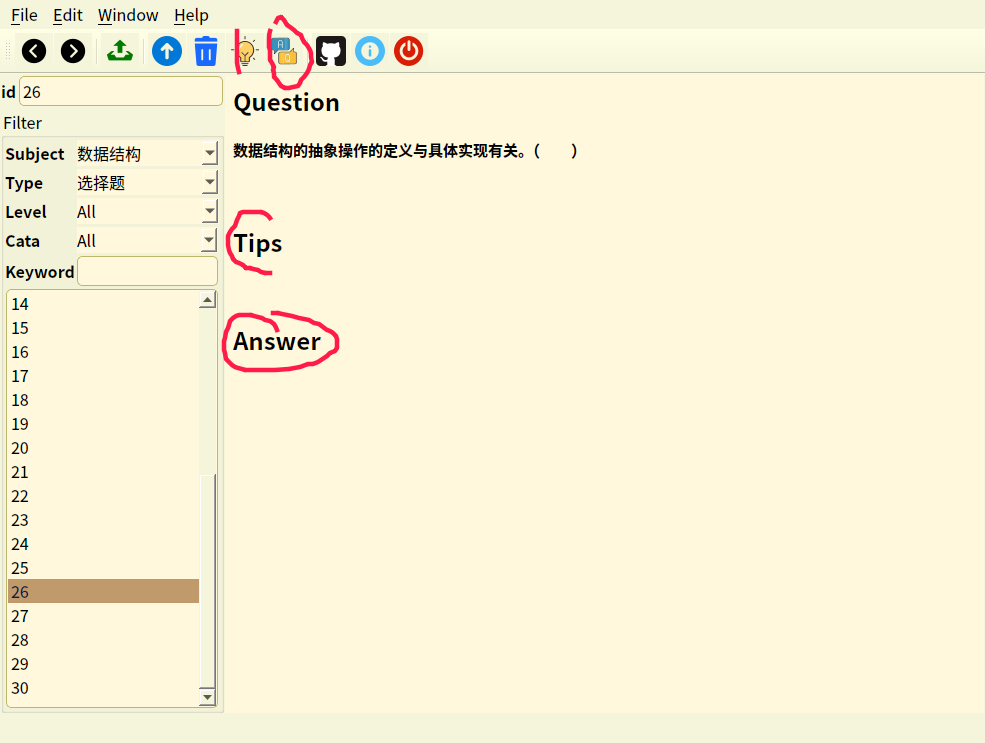 File Edit Window Help
id 26
Filter
Subject 数据结构
Type 选择题
Level All
Cata All
Keyword
14
15
16
17
18
19
20
21
22
23
24
25
26
27
28
29
30
Question
数据结构的抽象操作的定义与具体实现有关。(　　)
Tips
Answer